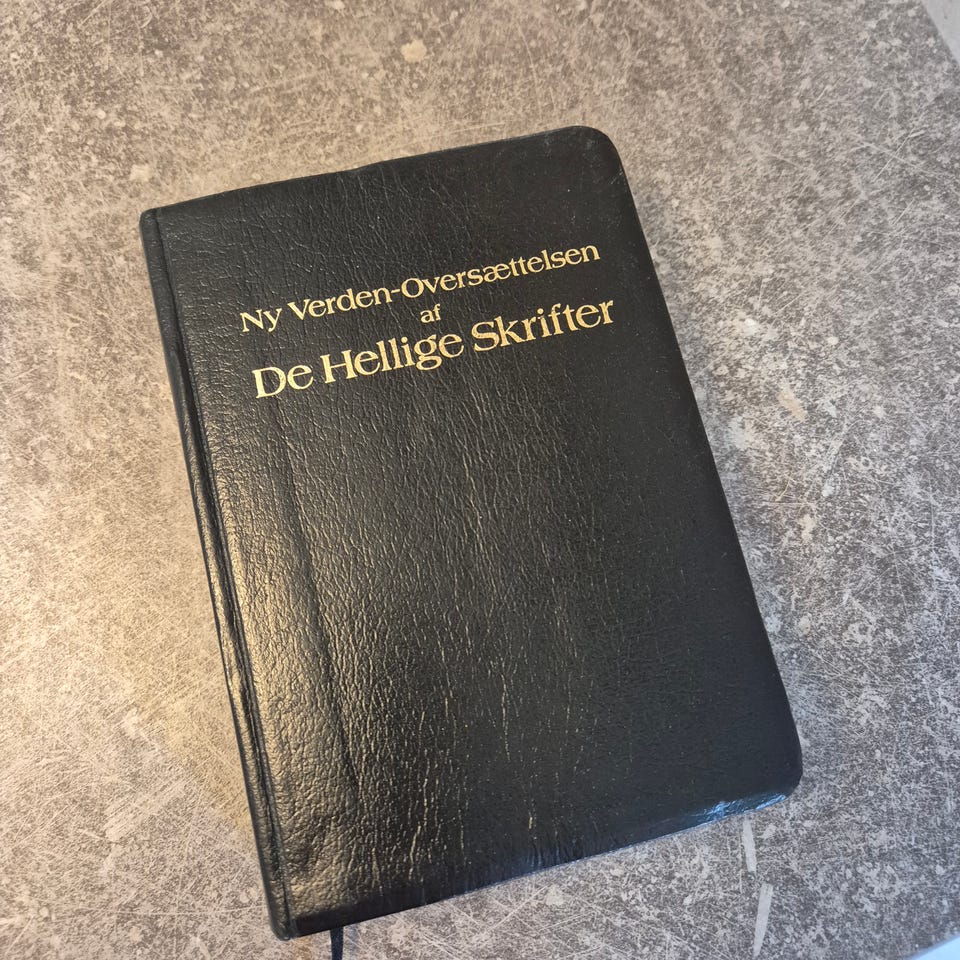 Ny Verden-Oversættelsen
af
De Hellige Skrifter